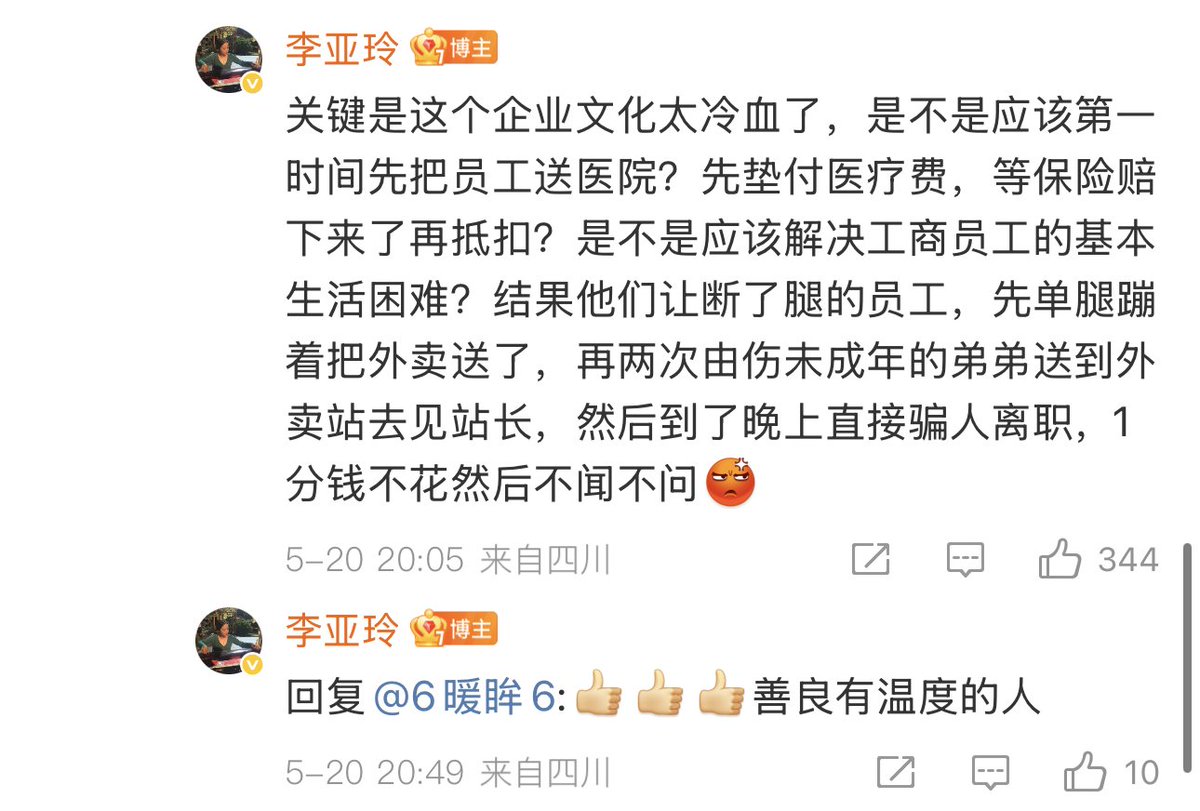 李亚玲 7 博主
关键是这个企业文化太冷血了，是不是应该第一
时间先把员工送医院？先垫付医疗费，等保险赔
下来了再抵扣？是不是应该解决工商员工的基本
生活困难？结果他们让断了腿的员工，先单腿蹦
着把外卖送了，再两次由伤未成年的弟弟送到外
卖站去见站长，然后到了晚上直接骗人离职，1
分钱不花然后不闻不问
5-20 20:05 来自四川 344
李亚玲 7 博主
回复@6暖眸6:👍👍👍善良有温度的人
5-20 20:49 来自四川 10